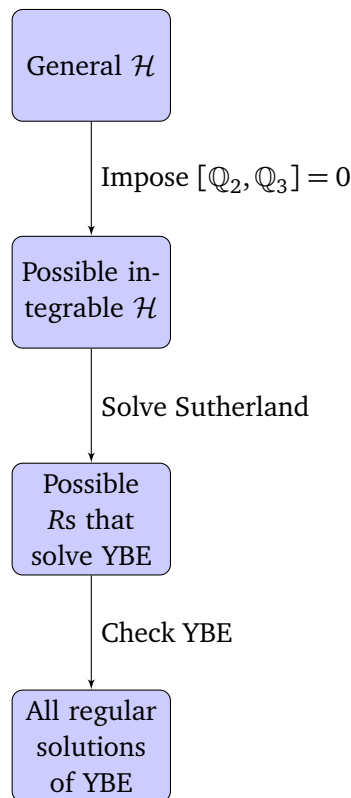 General ℋ
Impose [ℚ₂, ℚ₃] = 0
Possible in-
tegrable ℋ
Solve Sutherland
Possible
Rs that
solve YBE
Check YBE
All regular
solutions
of YBE